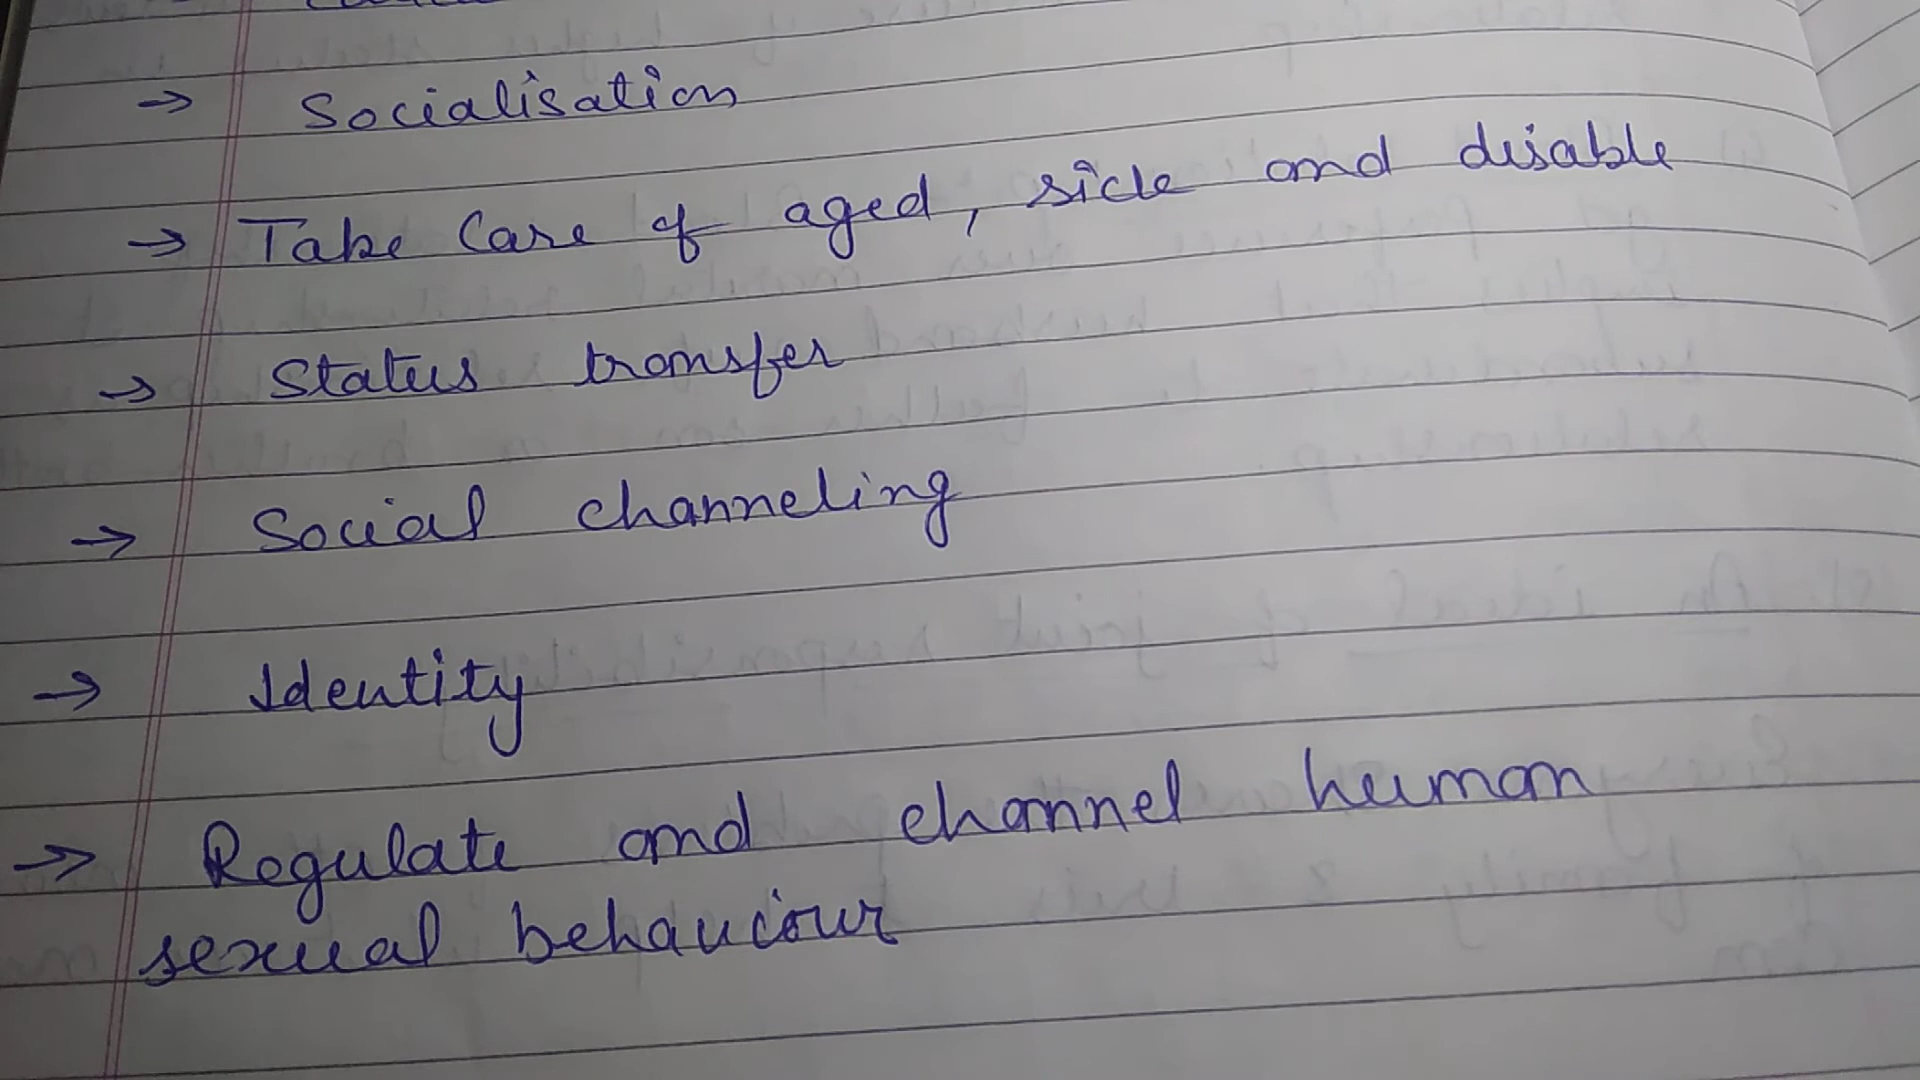 → Socialisation
→ Take Care of aged, sick and disable
→ Status transfer
→ Social channeling
→ Identity
→ Regulate and channel human
sexual behaviour